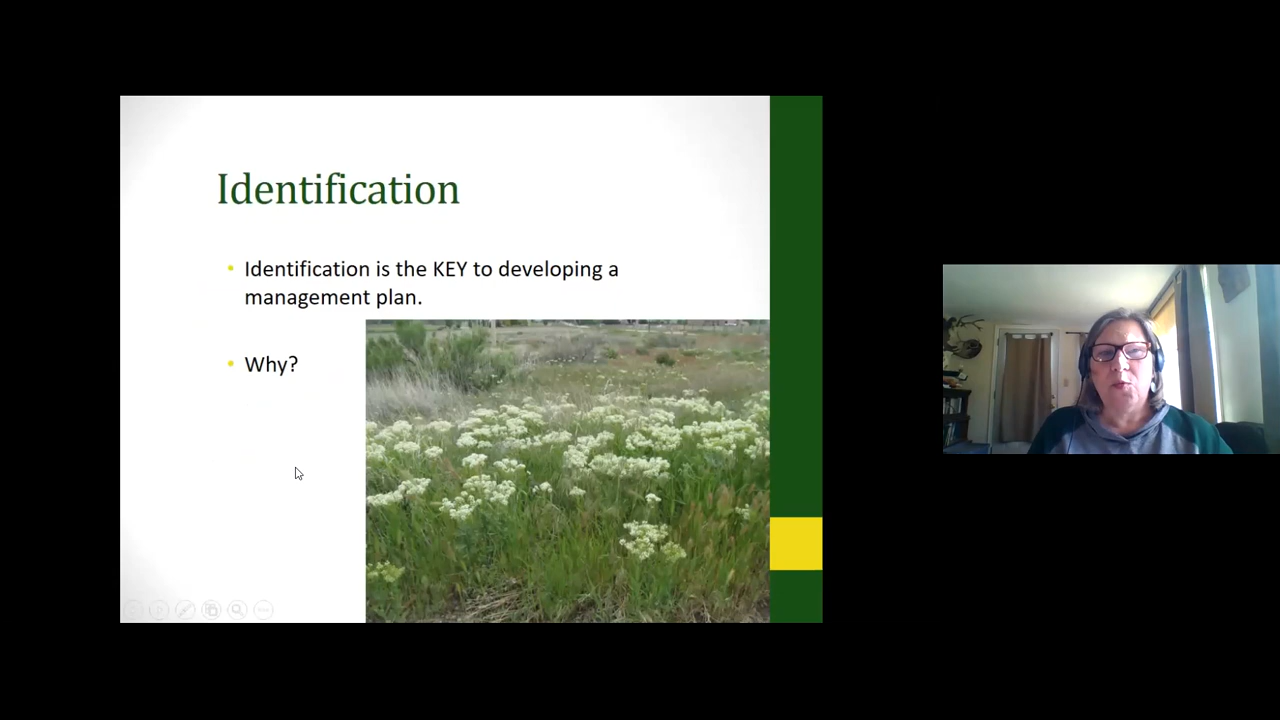 Identification
• Identification is the KEY to developing a
management plan.
• Why?